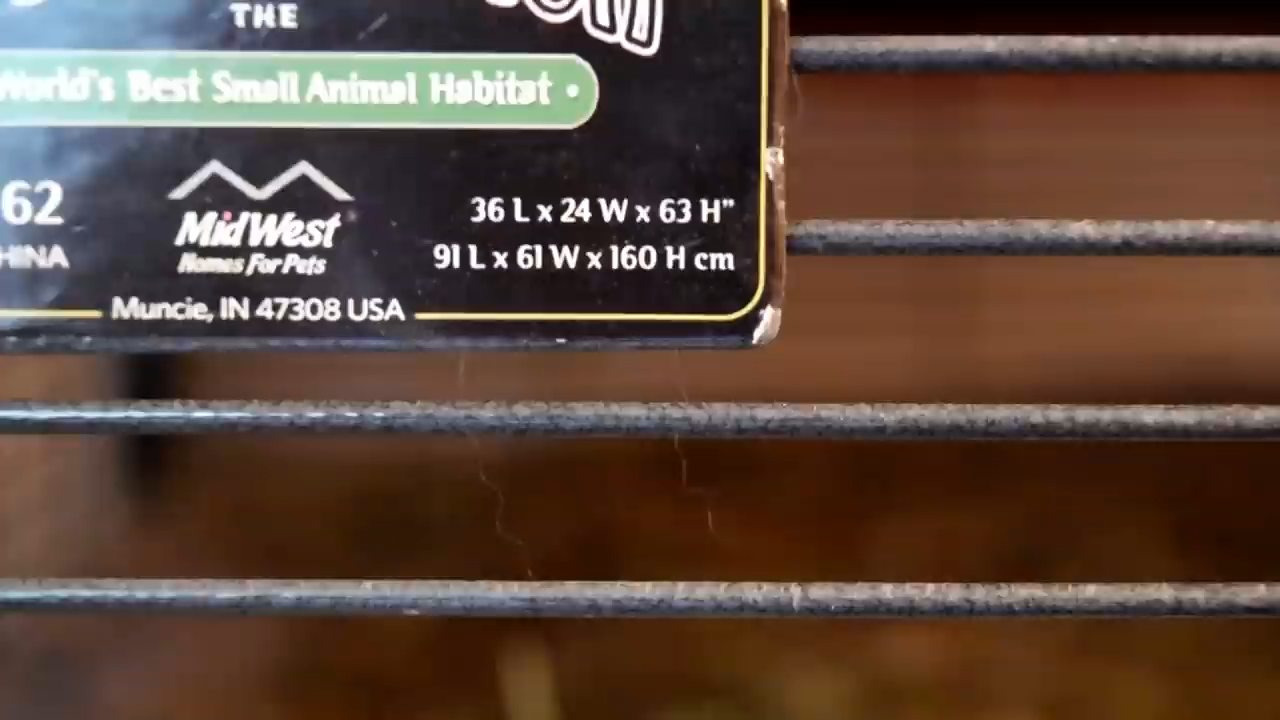 THE
World's Best Small Animal Habitat •
62
MidWest
Homes For Pets
36 L x 24 W x 63 H"
91 L x 61 W x 160 H cm
Muncie, IN 47308 USA